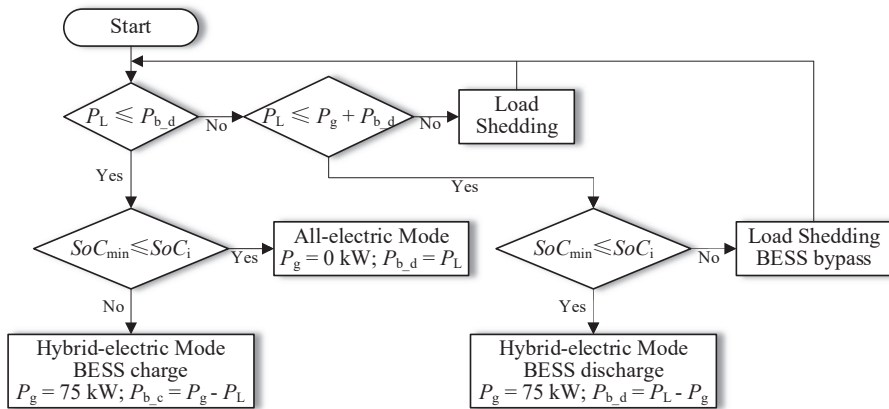 Start
P_L ≤ P_b_d
No
P_L ≤ P_g + P_b_d
No
Load
Shedding
Yes
Yes
SoC_min ≤ SoC_i
Yes
All-electric Mode
P_g = 0 kW; P_b_d = P_L
SoC_min ≤ SoC_i
No
Load Shedding
BESS bypass
No
Yes
Hybrid-electric Mode
BESS charge
P_g = 75 kW; P_b_c = P_g - P_L
Hybrid-electric Mode
BESS discharge
P_g = 75 kW; P_b_d = P_L - P_g